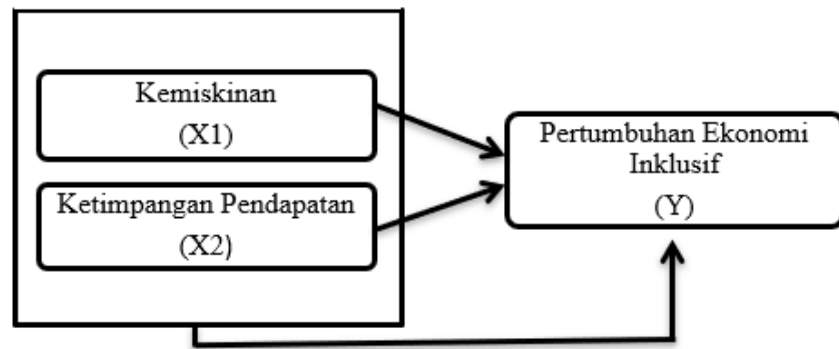 Kemiskinan
(X1)
Ketimpangan Pendapatan
(X2)
Pertumbuhan Ekonomi
Inklusif
(Y)